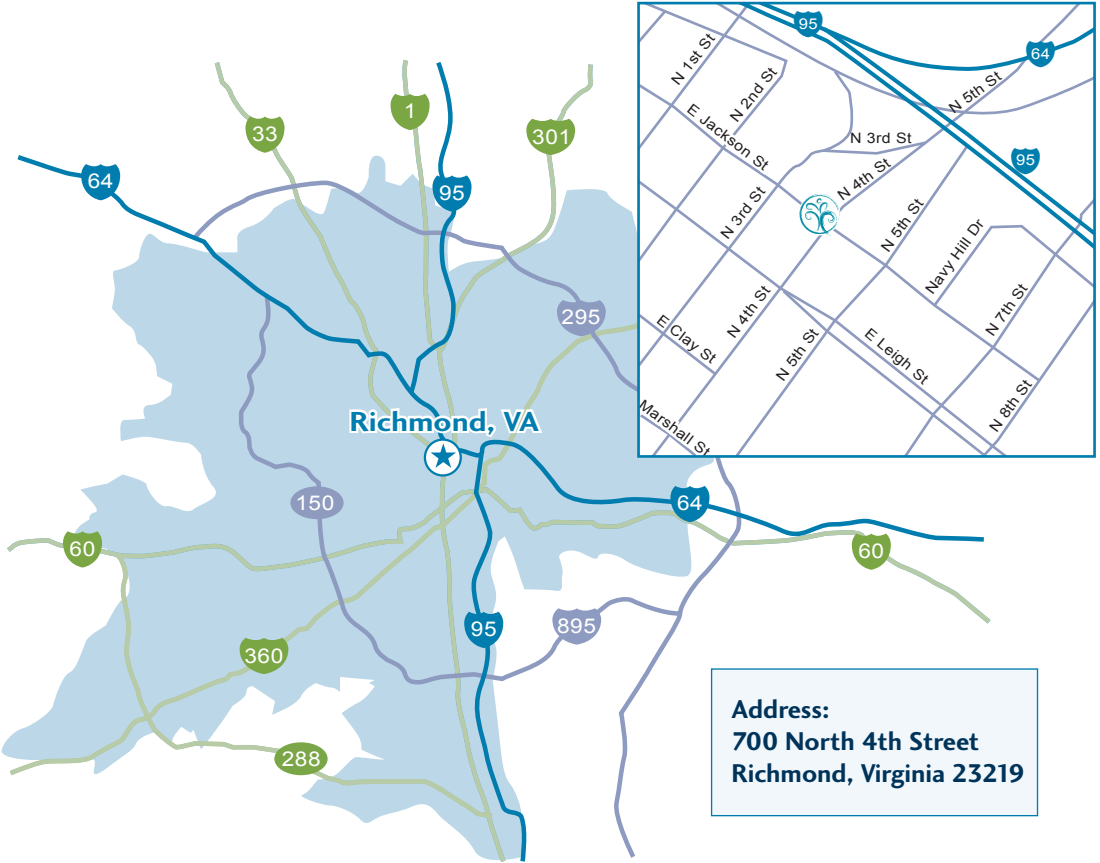 33
1
301
64
95
295
Richmond, VA
150
64
60
60
95
895
360
288
95
64
N 1st St
N 2nd St
N 5th St
E Jackson St
N 3rd St
95
N 4th St
N 3rd St
N 5th St
Navy Hill Dr
N 4th St
N 7th St
E Clay St
N 5th St
E Leigh St
N 8th St
Marshall St
Address:
700 North 4th Street
Richmond, Virginia 23219